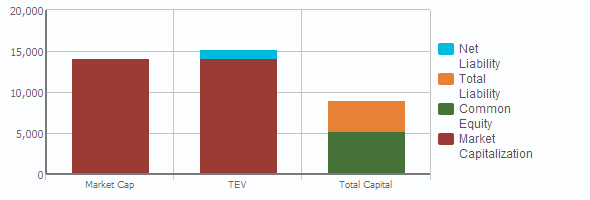 20,000
15,000
10,000
5,000
0
Market Cap
TEV
Total Capital
Net
Liability
Total
Liability
Common
Equity
Market
Capitalization